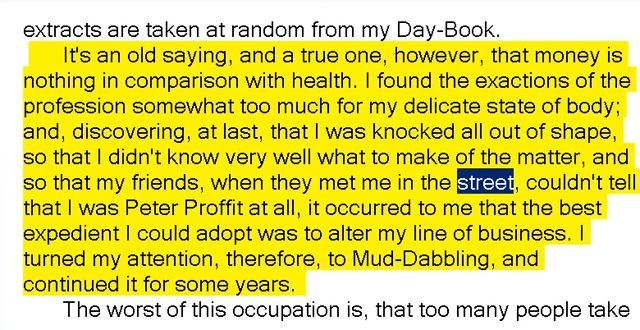 extracts are taken at random from my Day-Book.
It's an old saying, and a true one, however, that money is
nothing in comparison with health. I found the exactions of the
profession somewhat too much for my delicate state of body;
and, discovering, at last, that I was knocked all out of shape,
so that I didn't know very well what to make of the matter, and
so that my friends, when they met me in the street, couldn't tell
that I was Peter Proffit at all, it occurred to me that the best
expedient I could adopt was to alter my line of business. I
turned my attention, therefore, to Mud-Dabbling, and
continued it for some years.
The worst of this occupation is, that too many people take